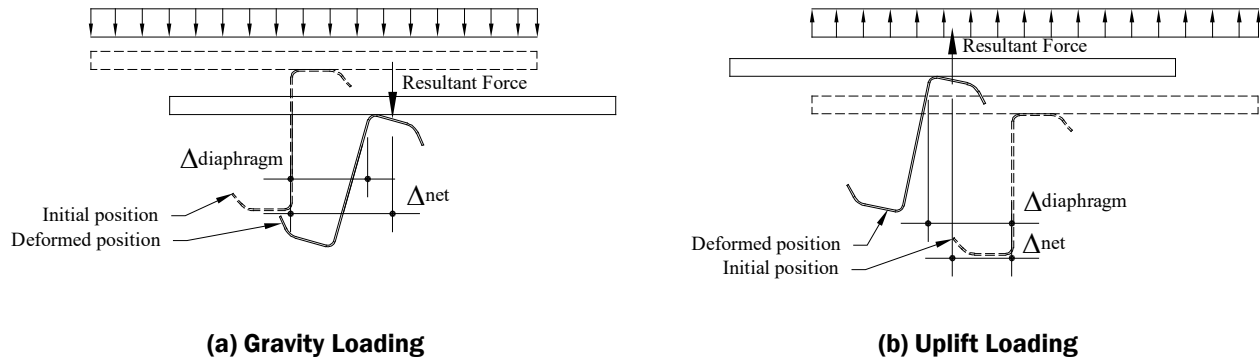 Resultant Force
Δdiaphragm
Δnet
Initial position
Deformed position
(a) Gravity Loading
Resultant Force
Δdiaphragm
Δnet
Deformed position
Initial position
(b) Uplift Loading